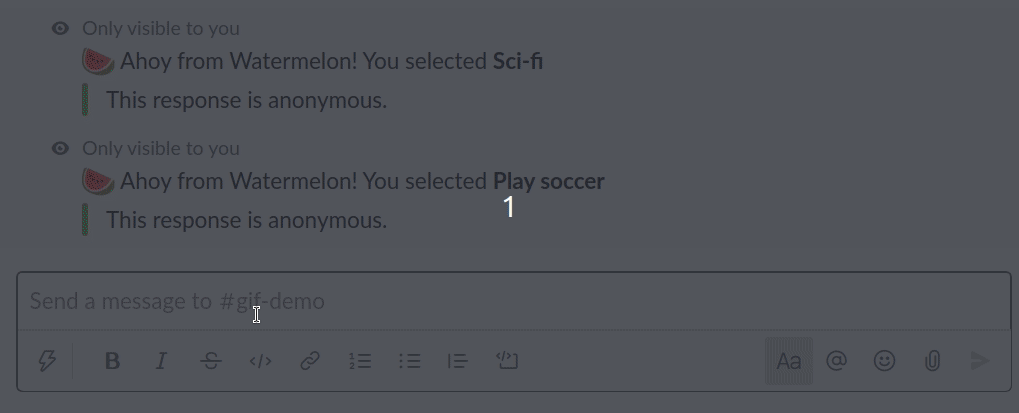 Only visible to you
Ahoy from Watermelon! You selected Sci-fi
This response is anonymous.
Only visible to you
Ahoy from Watermelon! You selected Play soccer
This response is anonymous.
1
Send a message to #gif-demo
B I S </> Aa @